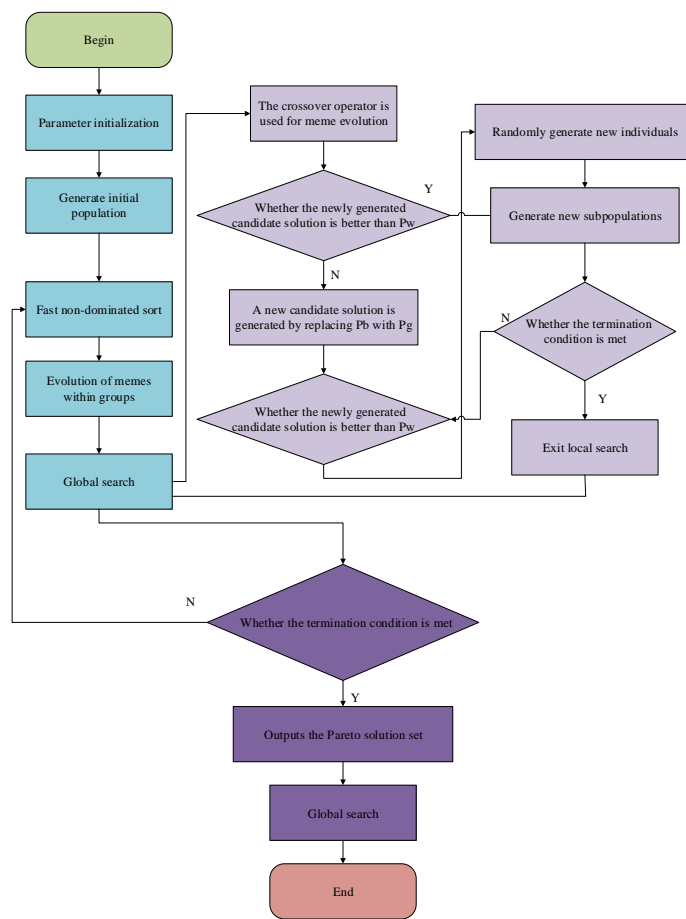 Begin
Parameter initialization
Generate initial
population
Fast non-dominated sort
Evolution of memes
within groups
Global search
The crossover operator is
used for meme evolution
Whether the newly generated
candidate solution is better than Pw
Y
N
A new candidate solution is
generated by replacing Pb with Pg
Whether the newly generated
candidate solution is better than Pw
Randomly generate new individuals
Generate new subpopulations
Whether the termination
condition is met
N
Y
Exit local search
Whether the termination condition is met
N
Y
Outputs the Pareto solution set
Global search
End